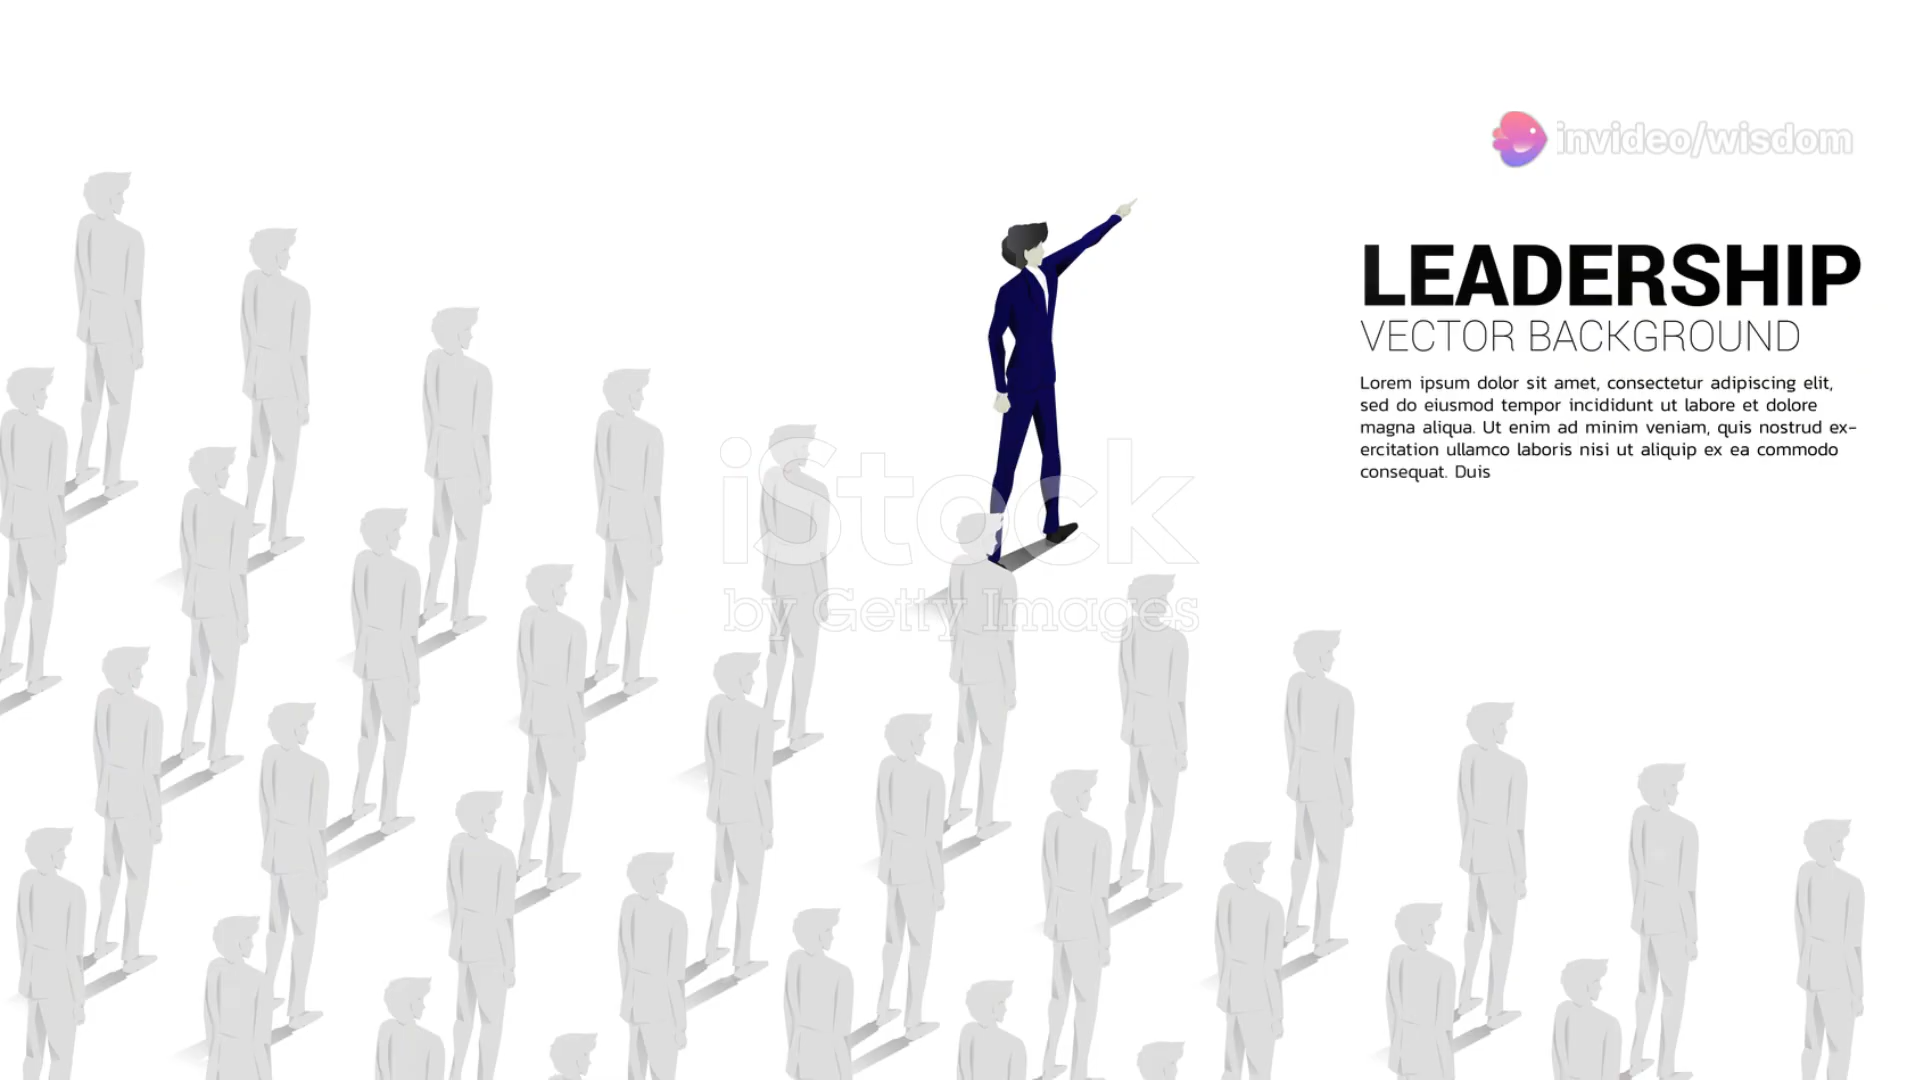 invideo/wisdom
LEADERSHIP
VECTOR BACKGROUND
Lorem ipsum dolor sit amet, consectetur adipiscing elit,
sed do eiusmod tempor incididunt ut labore et dolore
magna aliqua. Ut enim ad minim veniam, quis nostrud ex-
ercitation ullamco laboris nisi ut aliquip ex ea commodo
consequat. Duis
iStock
by Getty Images